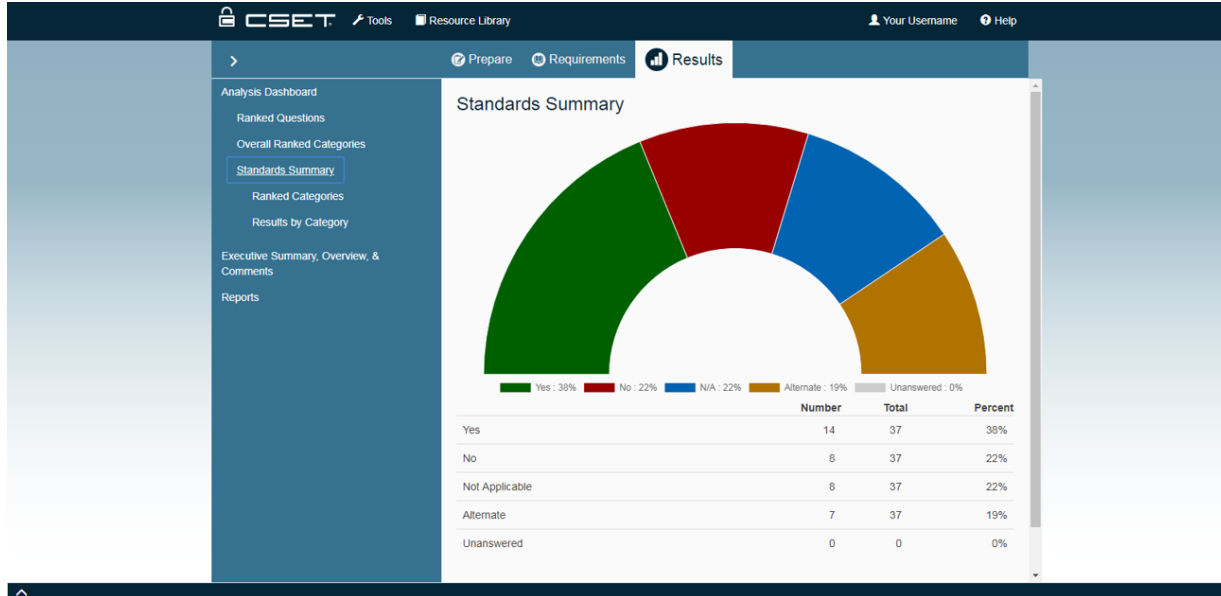 CSET Tools Resource Library Your Username Help
Prepare Requirements Results
Analysis Dashboard
Ranked Questions
Overall Ranked Categories
Standards Summary
Ranked Categories
Results by Category
Executive Summary, Overview, &
Comments
Reports
Standards Summary
Yes : 38% No : 22% N/A : 22% Alternate : 19% Unanswered : 0%
Number Total Percent
Yes 14 37 38%
No 8 37 22%
Not Applicable 8 37 22%
Alternate 7 37 19%
Unanswered 0 0 0%